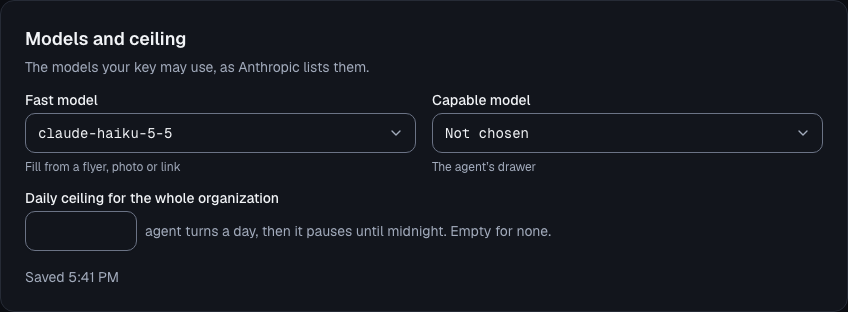 Models and ceiling
The models your key may use, as Anthropic lists them.
Fast model
Capable model
claude-haiku-5-5
Not chosen
Fill from a flyer, photo or link
The agent's drawer
Daily ceiling for the whole organization
agent turns a day, then it pauses until midnight. Empty for none.
Saved 5:41 PM